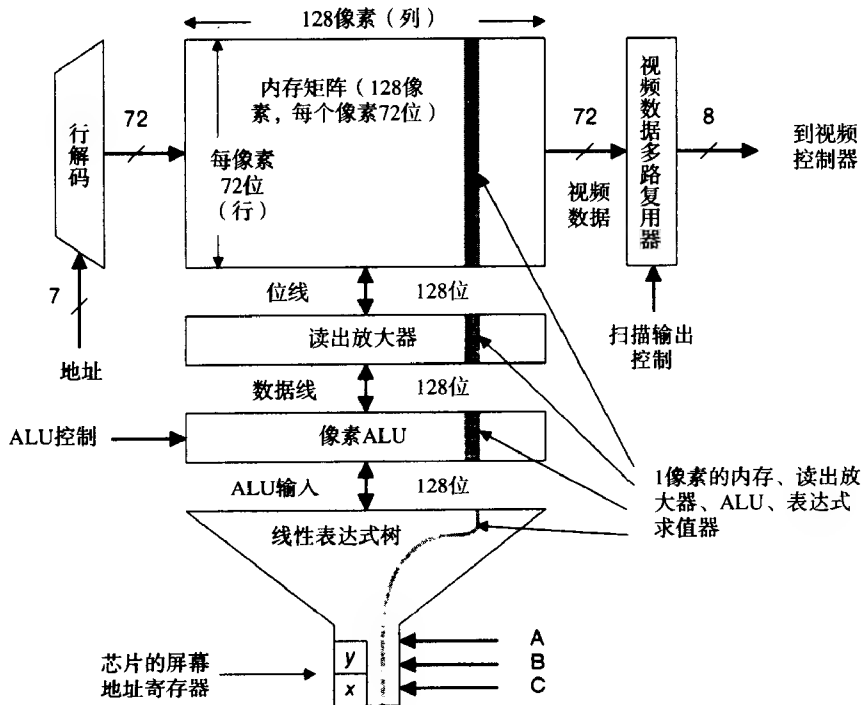 128像素（列）
行解码
72
内存矩阵（128像
素，每个像素72位）
每像素
72位
（行）
72
视频
数据
视频数据多路复用器
8
到视频
控制器
7
地址
位线
128位
扫描输出
控制
读出放大器
数据线
128位
ALU控制
像素ALU
ALU输入
128位
1像素的内存、读出放
大器、ALU、表达式
求值器
线性表达式树
芯片的屏幕
地址寄存器
y
x
A
B
C